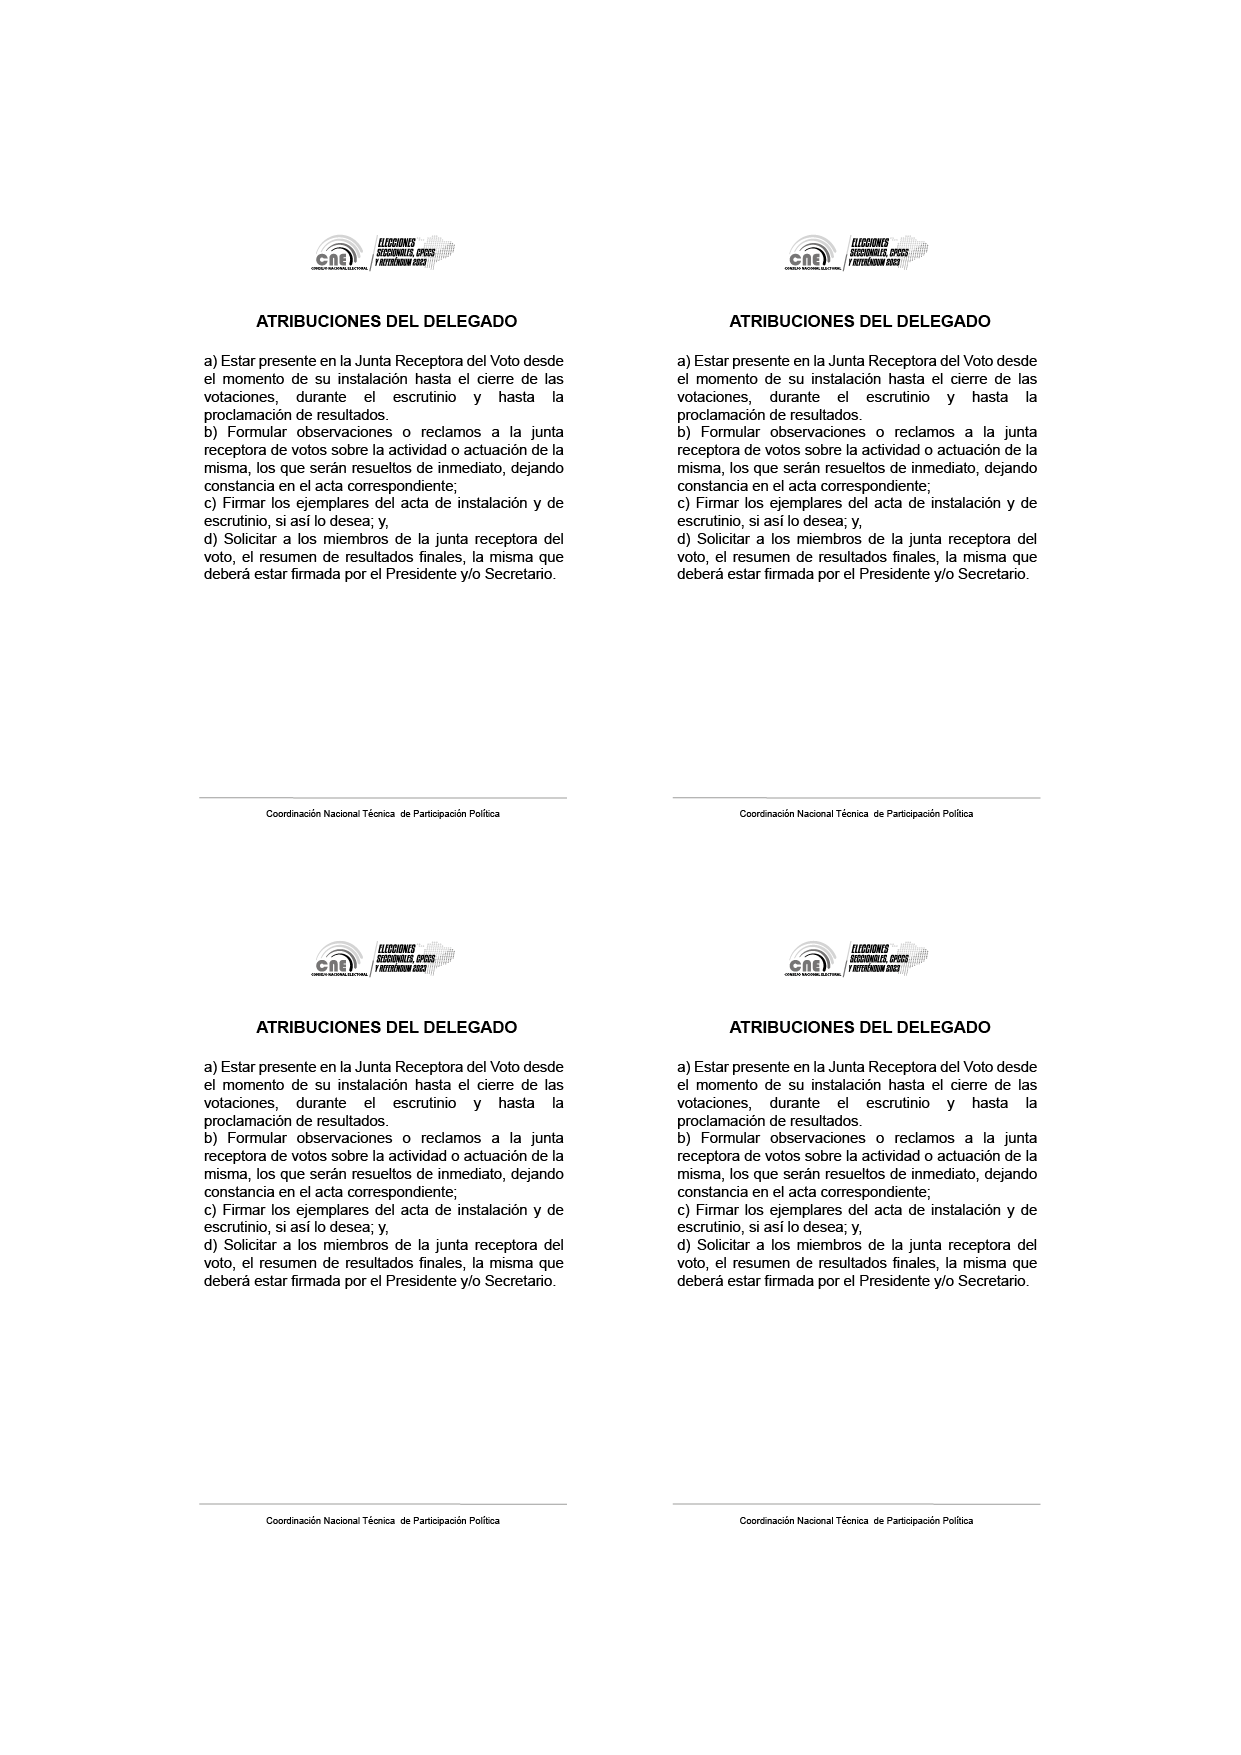 CNE
CONSEJO NACIONAL ELECTORAL
ELECCIONES
SECCIONALES, CPCCS
Y REFERÉNDUM 2023
ATRIBUCIONES DEL DELEGADO
a) Estar presente en la Junta Receptora del Voto desde
el momento de su instalación hasta el cierre de las
votaciones, durante el escrutinio y hasta la
proclamación de resultados.
b) Formular observaciones o reclamos a la junta
receptora de votos sobre la actividad o actuación de la
misma, los que serán resueltos de inmediato, dejando
constancia en el acta correspondiente;
c) Firmar los ejemplares del acta de instalación y de
escrutinio, si así lo desea; y,
d) Solicitar a los miembros de la junta receptora del
voto, el resumen de resultados finales, la misma que
deberá estar firmada por el Presidente y/o Secretario.
Coordinación Nacional Técnica de Participación Política
CNE
CONSEJO NACIONAL ELECTORAL
ELECCIONES
SECCIONALES, CPCCS
Y REFERÉNDUM 2023
ATRIBUCIONES DEL DELEGADO
a) Estar presente en la Junta Receptora del Voto desde
el momento de su instalación hasta el cierre de las
votaciones, durante el escrutinio y hasta la
proclamación de resultados.
b) Formular observaciones o reclamos a la junta
receptora de votos sobre la actividad o actuación de la
misma, los que serán resueltos de inmediato, dejando
constancia en el acta correspondiente;
c) Firmar los ejemplares del acta de instalación y de
escrutinio, si así lo desea; y,
d) Solicitar a los miembros de la junta receptora del
voto, el resumen de resultados finales, la misma que
deberá estar firmada por el Presidente y/o Secretario.
Coordinación Nacional Técnica de Participación Política
CNE
CONSEJO NACIONAL ELECTORAL
ELECCIONES
SECCIONALES, CPCCS
Y REFERÉNDUM 2023
ATRIBUCIONES DEL DELEGADO
a) Estar presente en la Junta Receptora del Voto desde
el momento de su instalación hasta el cierre de las
votaciones, durante el escrutinio y hasta la
proclamación de resultados.
b) Formular observaciones o reclamos a la junta
receptora de votos sobre la actividad o actuación de la
misma, los que serán resueltos de inmediato, dejando
constancia en el acta correspondiente;
c) Firmar los ejemplares del acta de instalación y de
escrutinio, si así lo desea; y,
d) Solicitar a los miembros de la junta receptora del
voto, el resumen de resultados finales, la misma que
deberá estar firmada por el Presidente y/o Secretario.
Coordinación Nacional Técnica de Participación Política
CNE
CONSEJO NACIONAL ELECTORAL
ELECCIONES
SECCIONALES, CPCCS
Y REFERÉNDUM 2023
ATRIBUCIONES DEL DELEGADO
a) Estar presente en la Junta Receptora del Voto desde
el momento de su instalación hasta el cierre de las
votaciones, durante el escrutinio y hasta la
proclamación de resultados.
b) Formular observaciones o reclamos a la junta
receptora de votos sobre la actividad o actuación de la
misma, los que serán resueltos de inmediato, dejando
constancia en el acta correspondiente;
c) Firmar los ejemplares del acta de instalación y de
escrutinio, si así lo desea; y,
d) Solicitar a los miembros de la junta receptora del
voto, el resumen de resultados finales, la misma que
deberá estar firmada por el Presidente y/o Secretario.
Coordinación Nacional Técnica de Participación Política